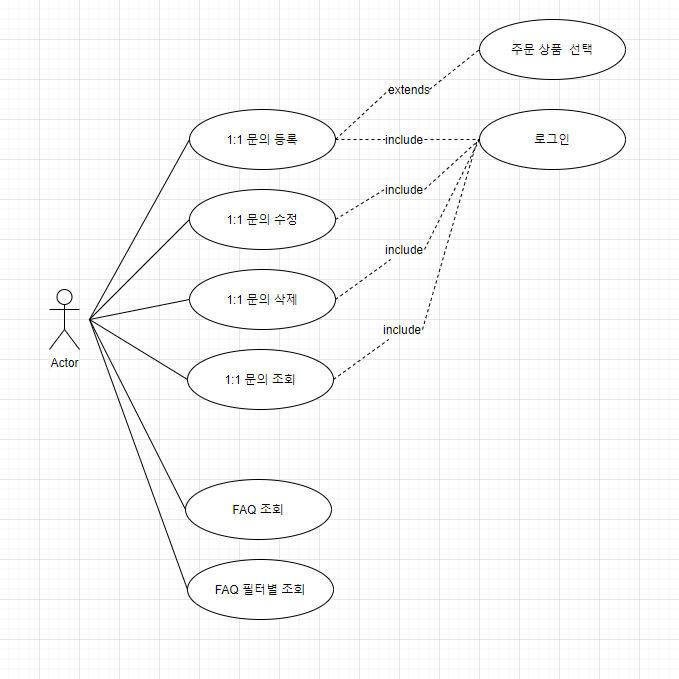 주문 상품 선택
extends
1:1 문의 등록
include
로그인
include
1:1 문의 수정
include
1:1 문의 삭제
include
Actor
1:1 문의 조회
FAQ 조회
FAQ 필터별 조회